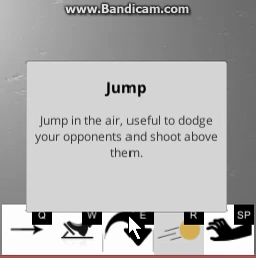 www.Bandicam.com
Jump
Jump in the air, useful to dodge
your opponents and shoot above
them.
Q W E R SP